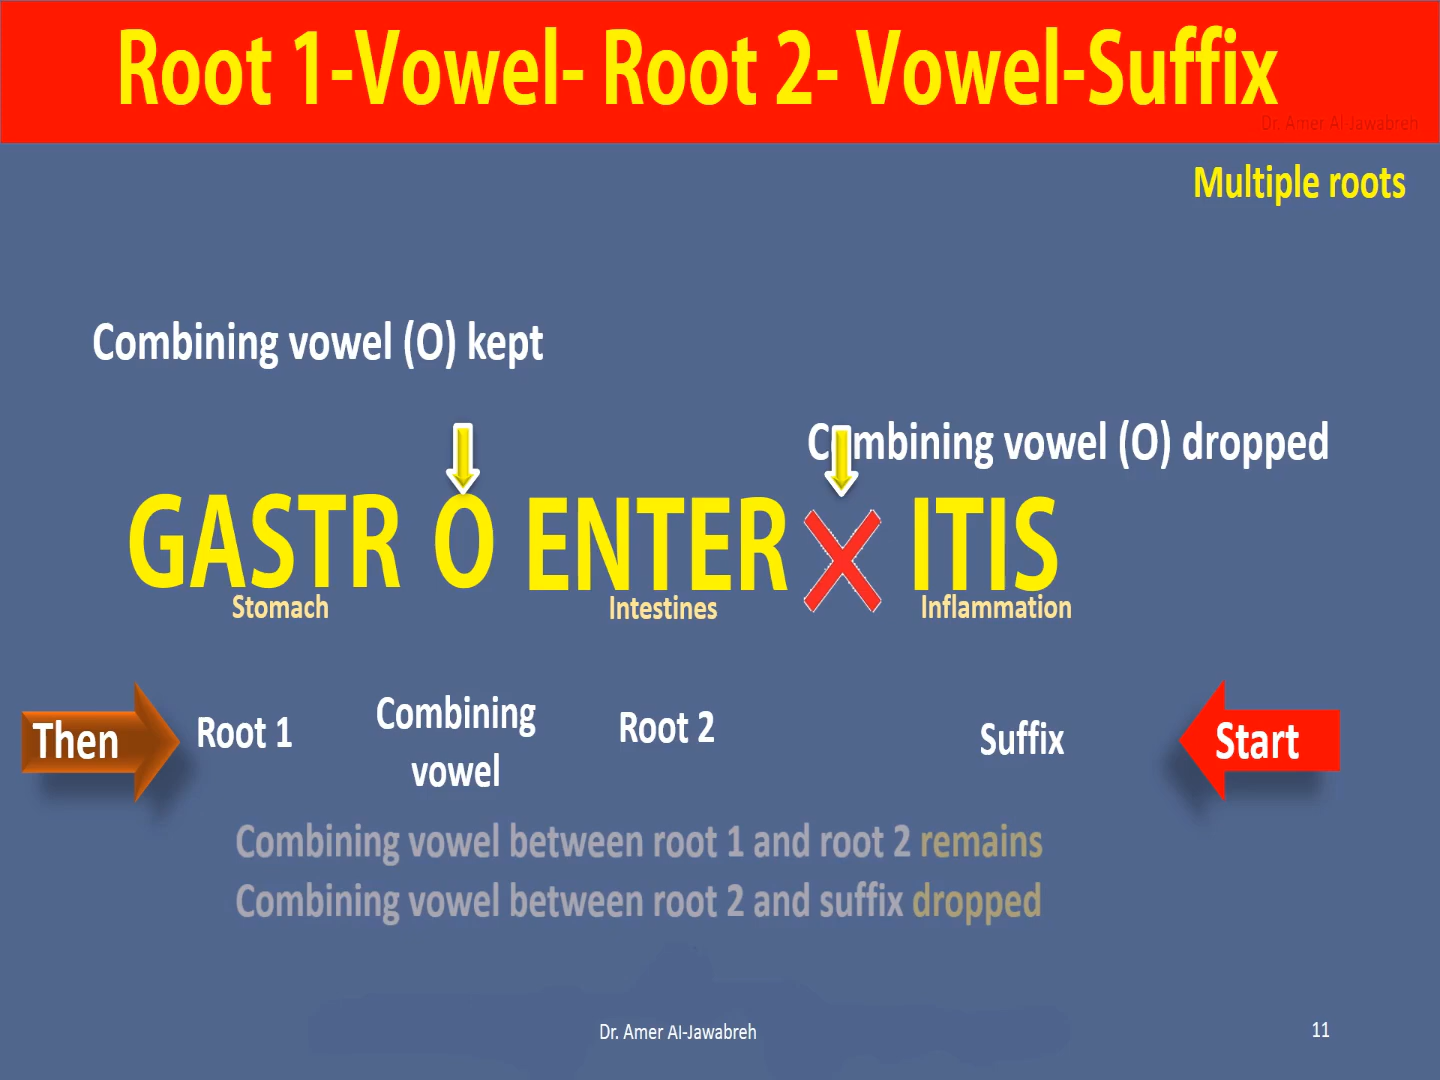 Root 1-Vowel- Root 2- Vowel-Suffix
Dr. Amer Al-Jawabreh
Multiple roots
Combining vowel (O) kept
Combining vowel (O) dropped
GASTR O ENTER ITIS
Stomach Intestines Inflammation
Then Root 1 Combining vowel Root 2 Suffix Start
Combining vowel between root 1 and root 2 remains
Combining vowel between root 2 and suffix dropped
Dr. Amer Al-Jawabreh 11